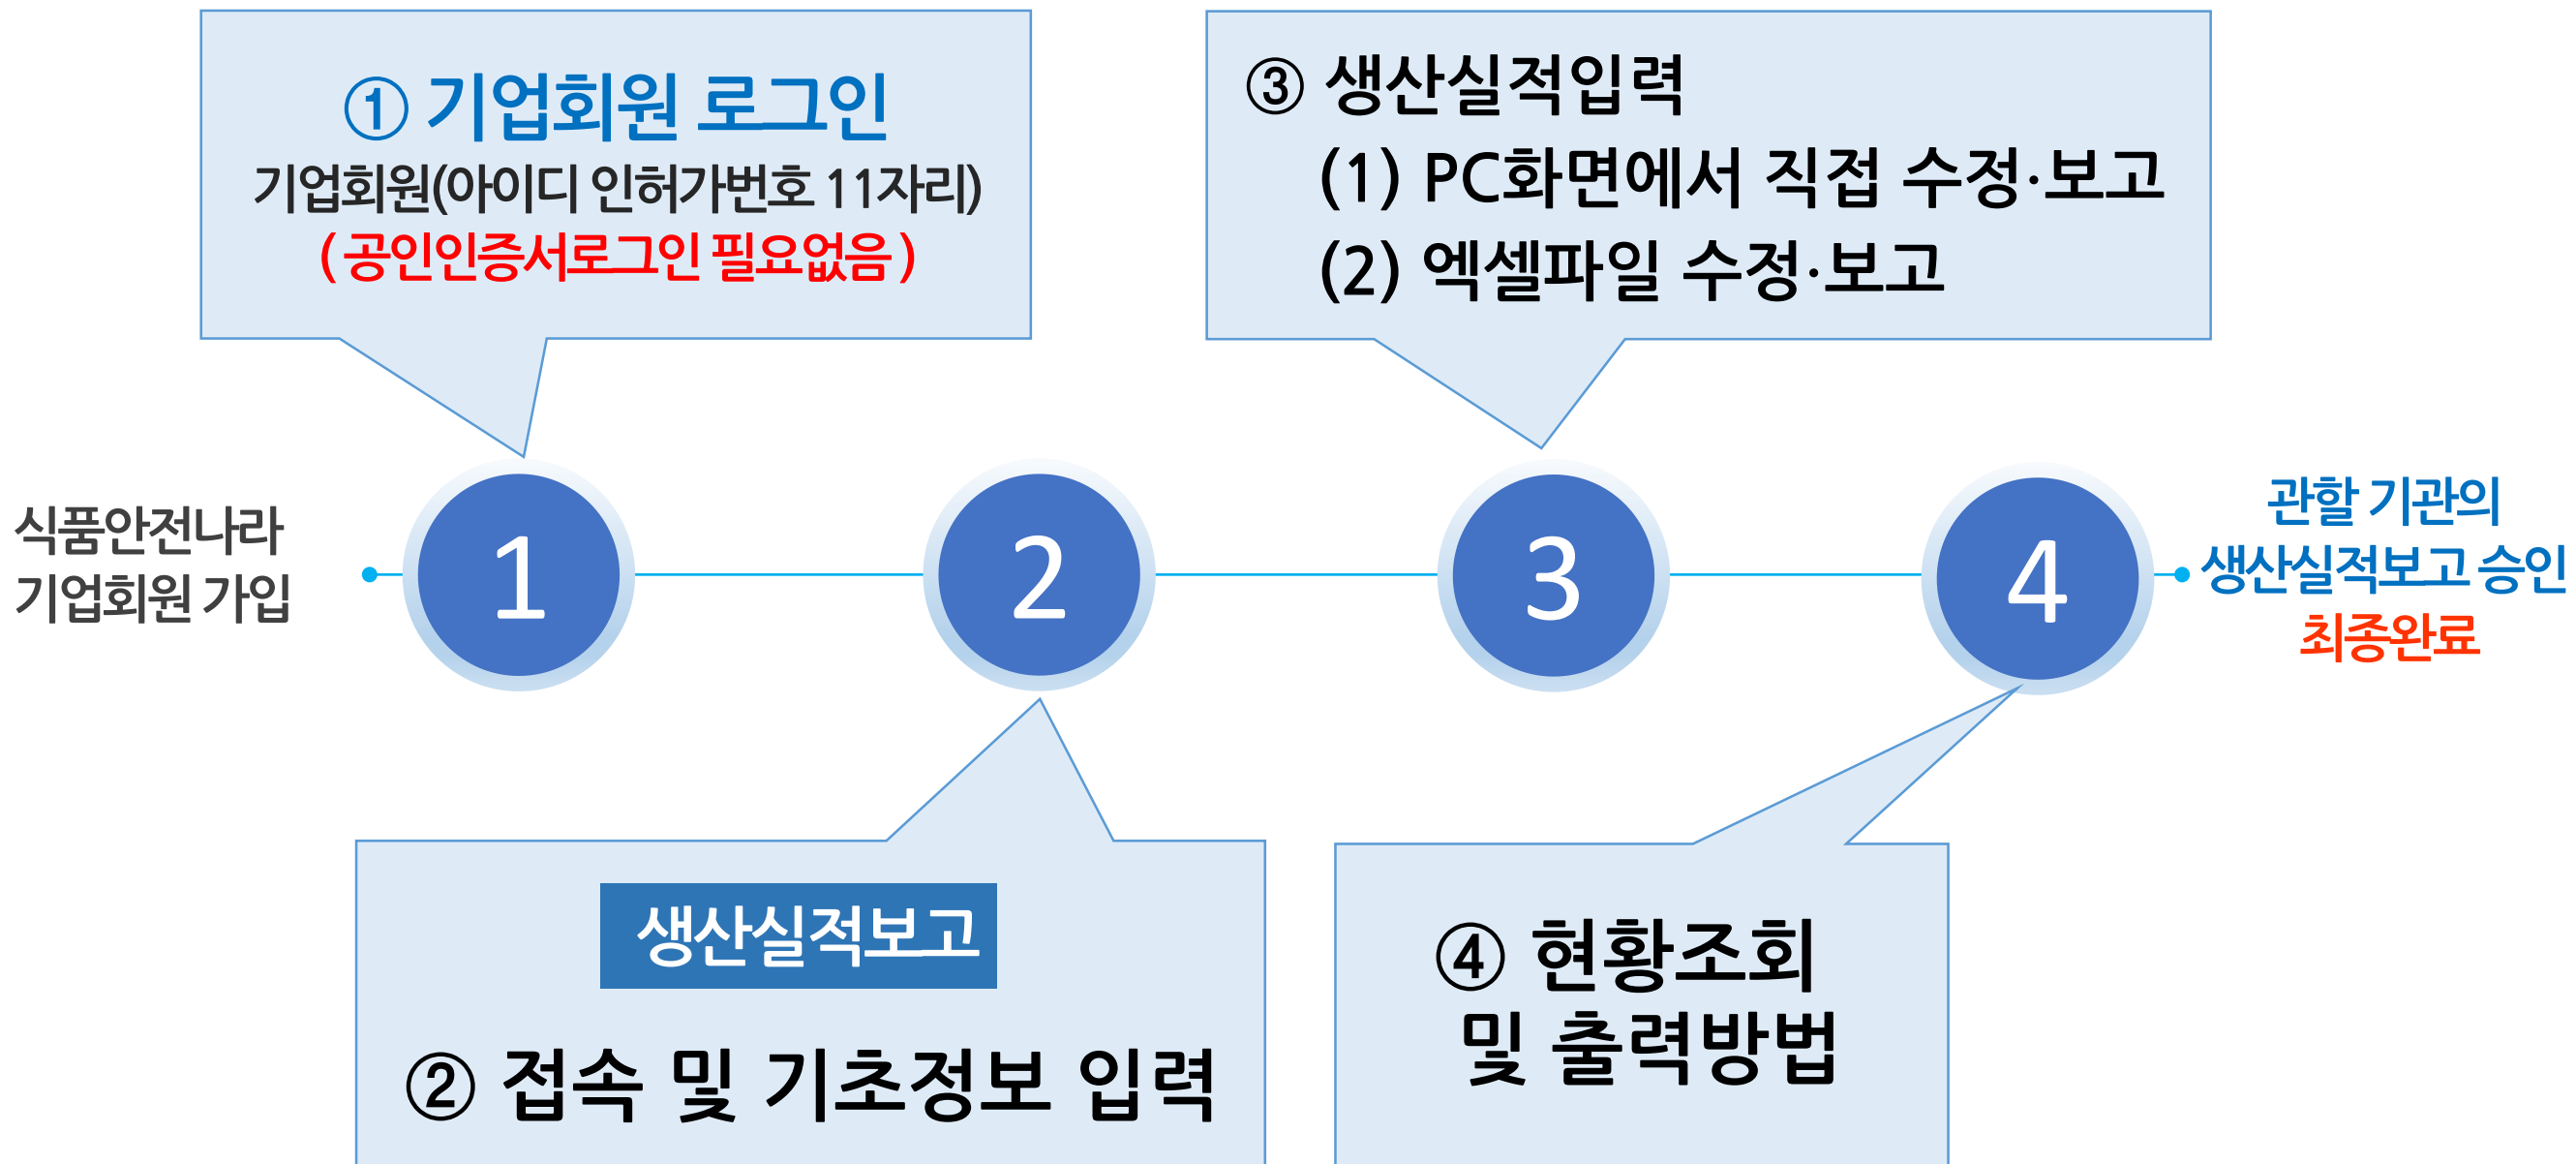 ① 기업회원 로그인
기업회원(아이디 인허가번호 11자리)
( 공인인증서로그인 필요없음 )
③ 생산실적입력
(1) PC화면에서 직접 수정·보고
(2) 엑셀파일 수정·보고
식품안전나라
기업회원 가입
1
2
3
4
관할 기관의
생산실적보고 승인
최종완료
생산실적보고
② 접속 및 기초정보 입력
④ 현황조회
및 출력방법